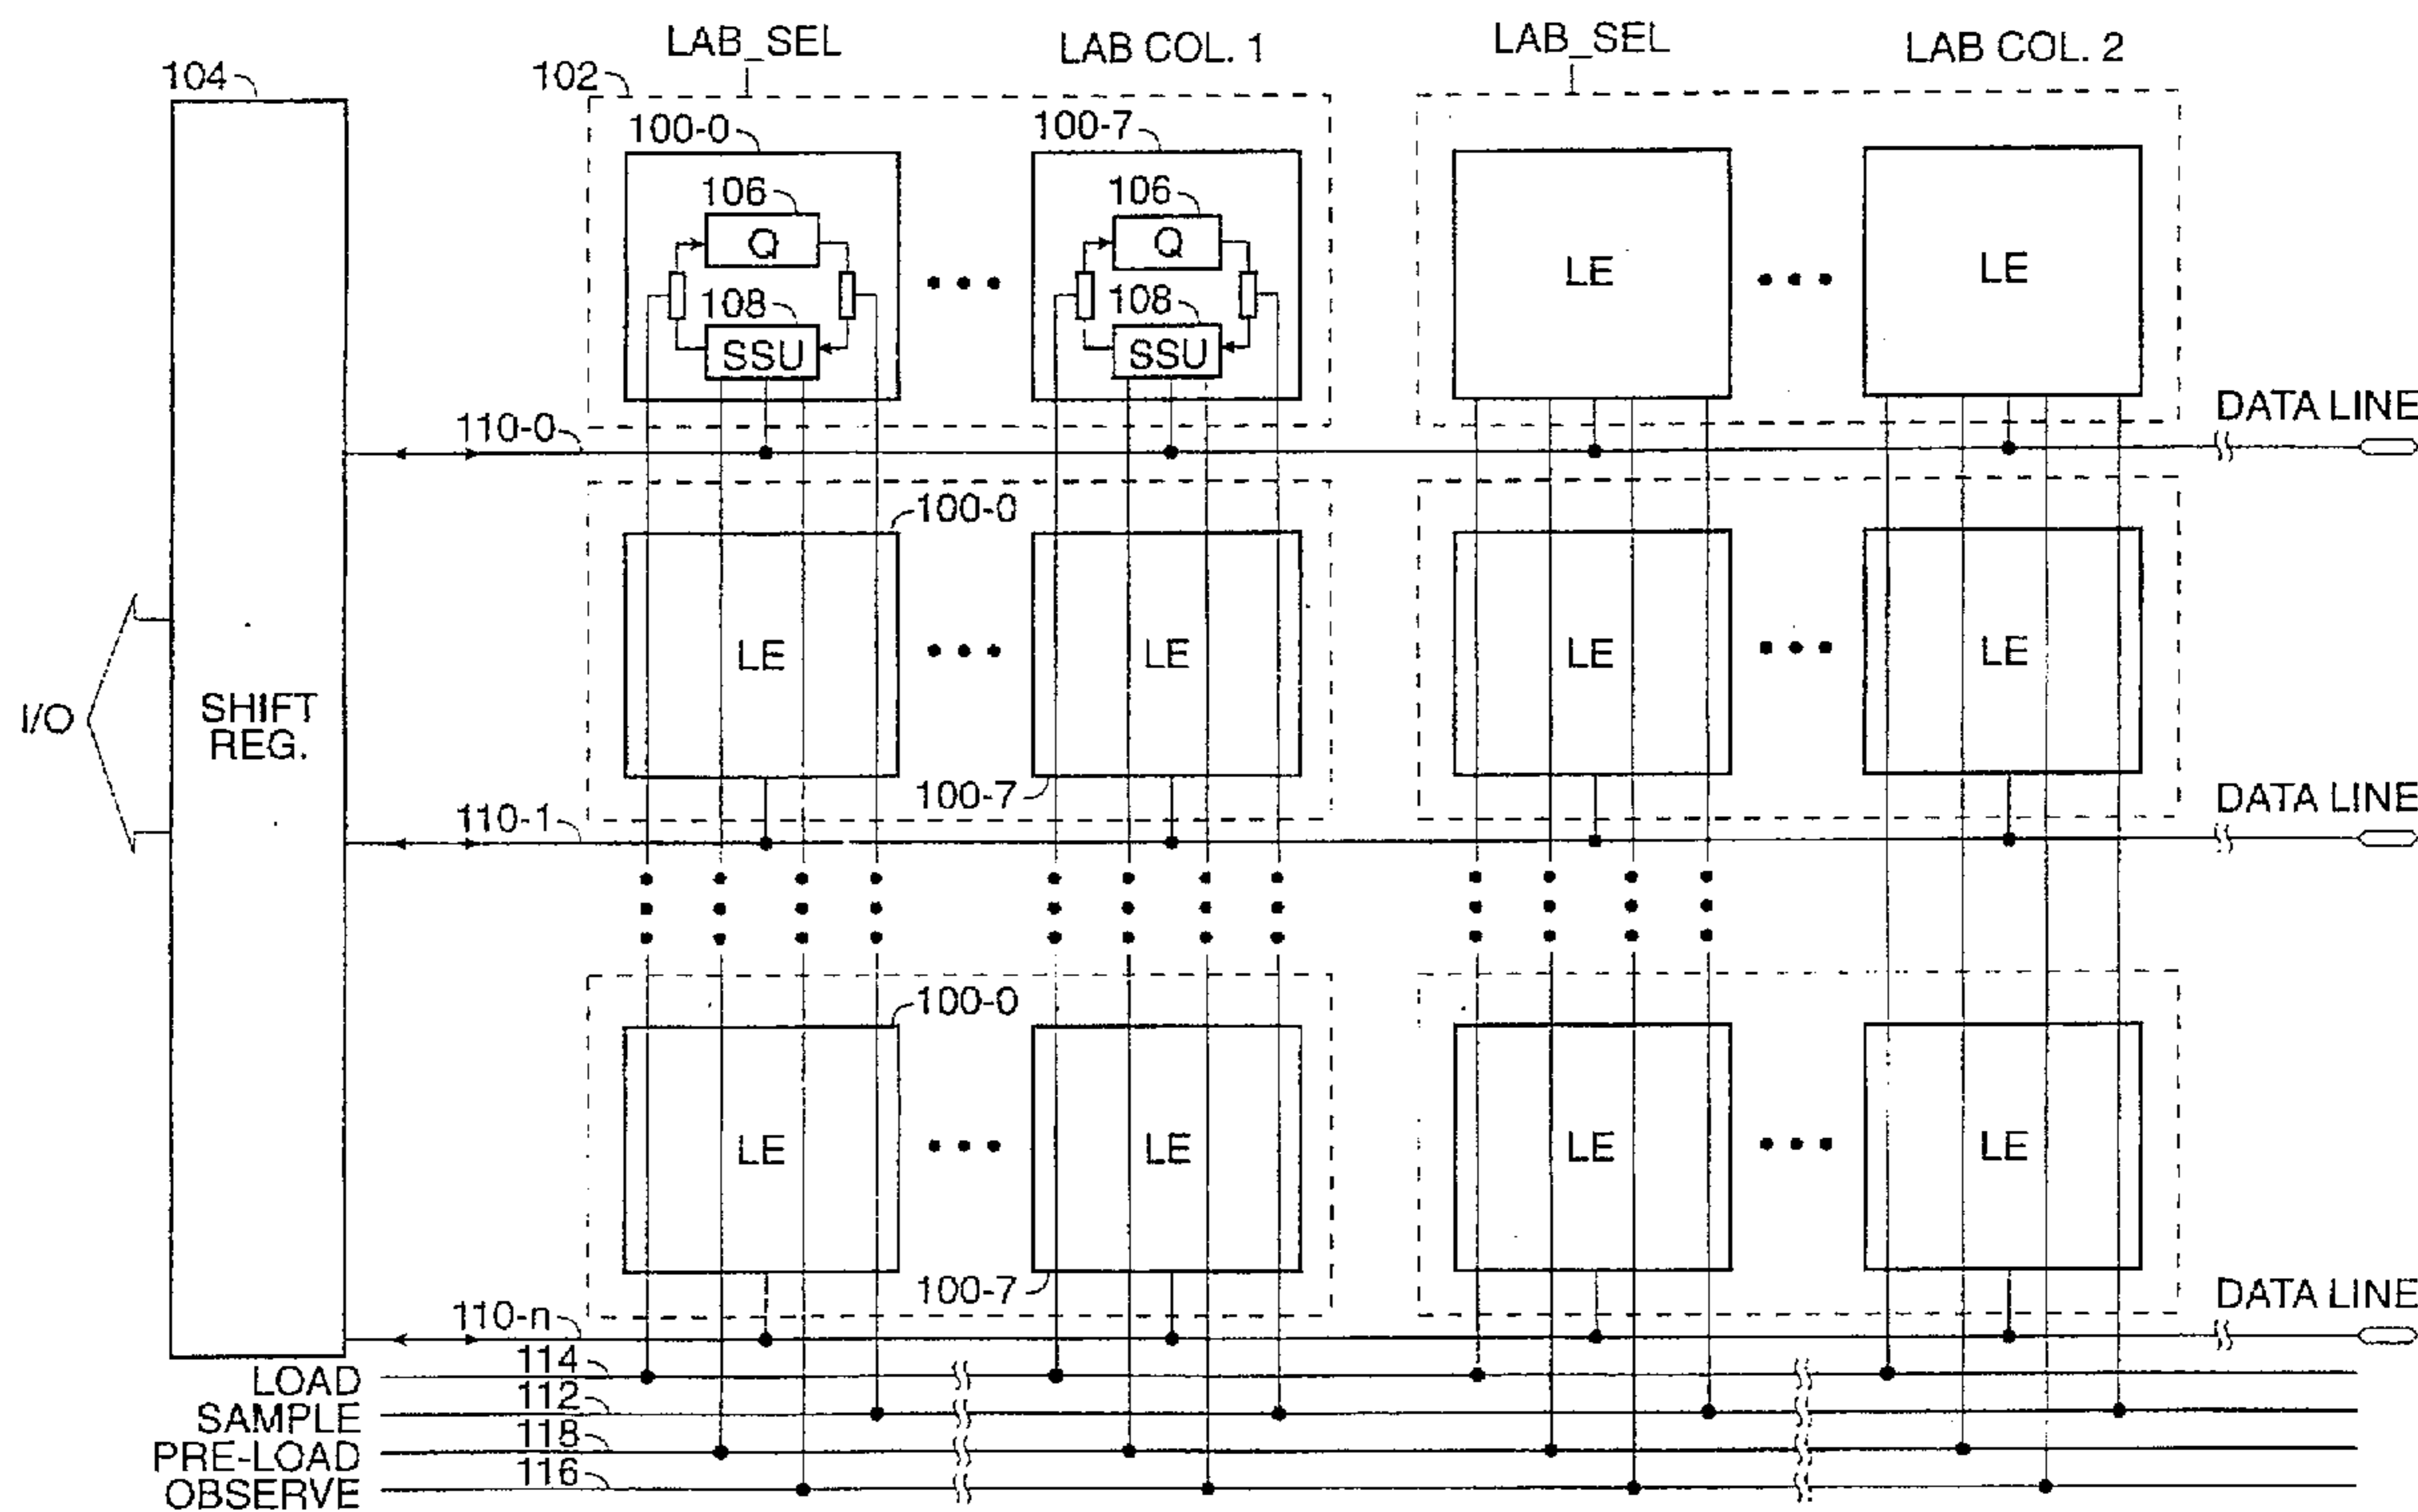 LAB_SEL
LAB COL. 1
LAB_SEL
LAB COL. 2
104
102
100-0
100-7
106
106
Q
Q
LE
LE
108
108
SSU
SSU
DATA LINE
110-0
100-0
LE
LE
LE
LE
I/O
SHIFT
REG.
100-7
DATA LINE
110-1
100-0
LE
LE
LE
LE
100-7
DATA LINE
110-n
LOAD
114
SAMPLE
112
PRE-LOAD
118
OBSERVE
116